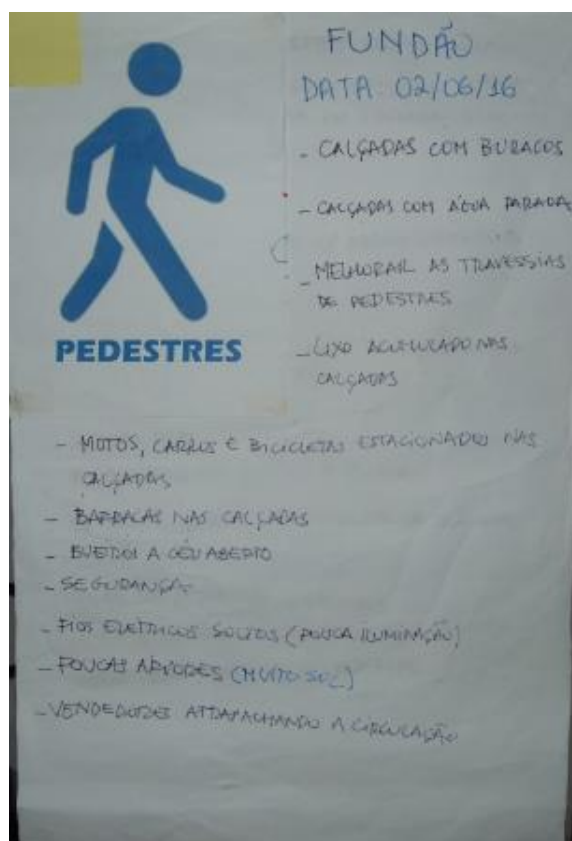 FUNDÃO
DATA: 02/06/16
- CALÇADAS COM BURACOS
- CALÇADAS COM ÁGUA PARADA
- MELHORAR AS TRAVESSIAS
DE PEDESTRES
- LIXO ACUMULADO NAS
CALÇADAS
PEDESTRES
- MOTOS, CARROS E BICICLETAS ESTACIONADOS NAS
CALÇADAS
- BARRACAS NAS CALÇADAS
- A CÉU ABERTO
- SEGURANÇA
- FIOS ELÉTRICOS SOLTOS (POUCA ILUMINAÇÃO)
- POUCAS ÁRVORES (MUITO SOL)
- VENDEDORES ATRAPALHANDO A CIRCULAÇÃO